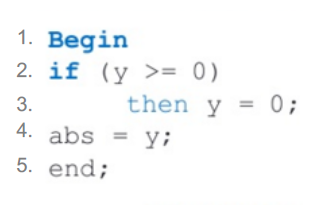 1. Begin
2. if (y >= 0)
3. then y = 0;
4. abs = y;
5. end;